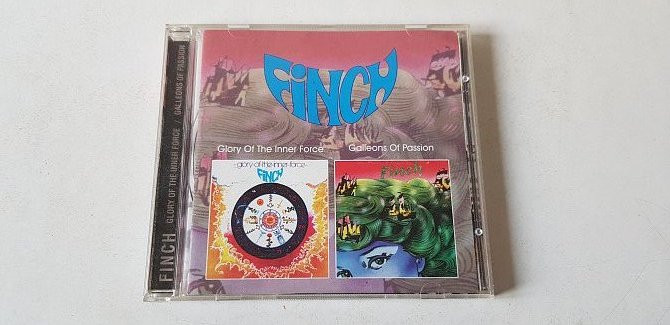 FINCH GLORY OF THE INNER FORCE / GALLEONS OF PASSION
FINCH
Glory Of The Inner Force
Galleons Of Passion
-glory·of·the·inner·force-
FINCH
Finch